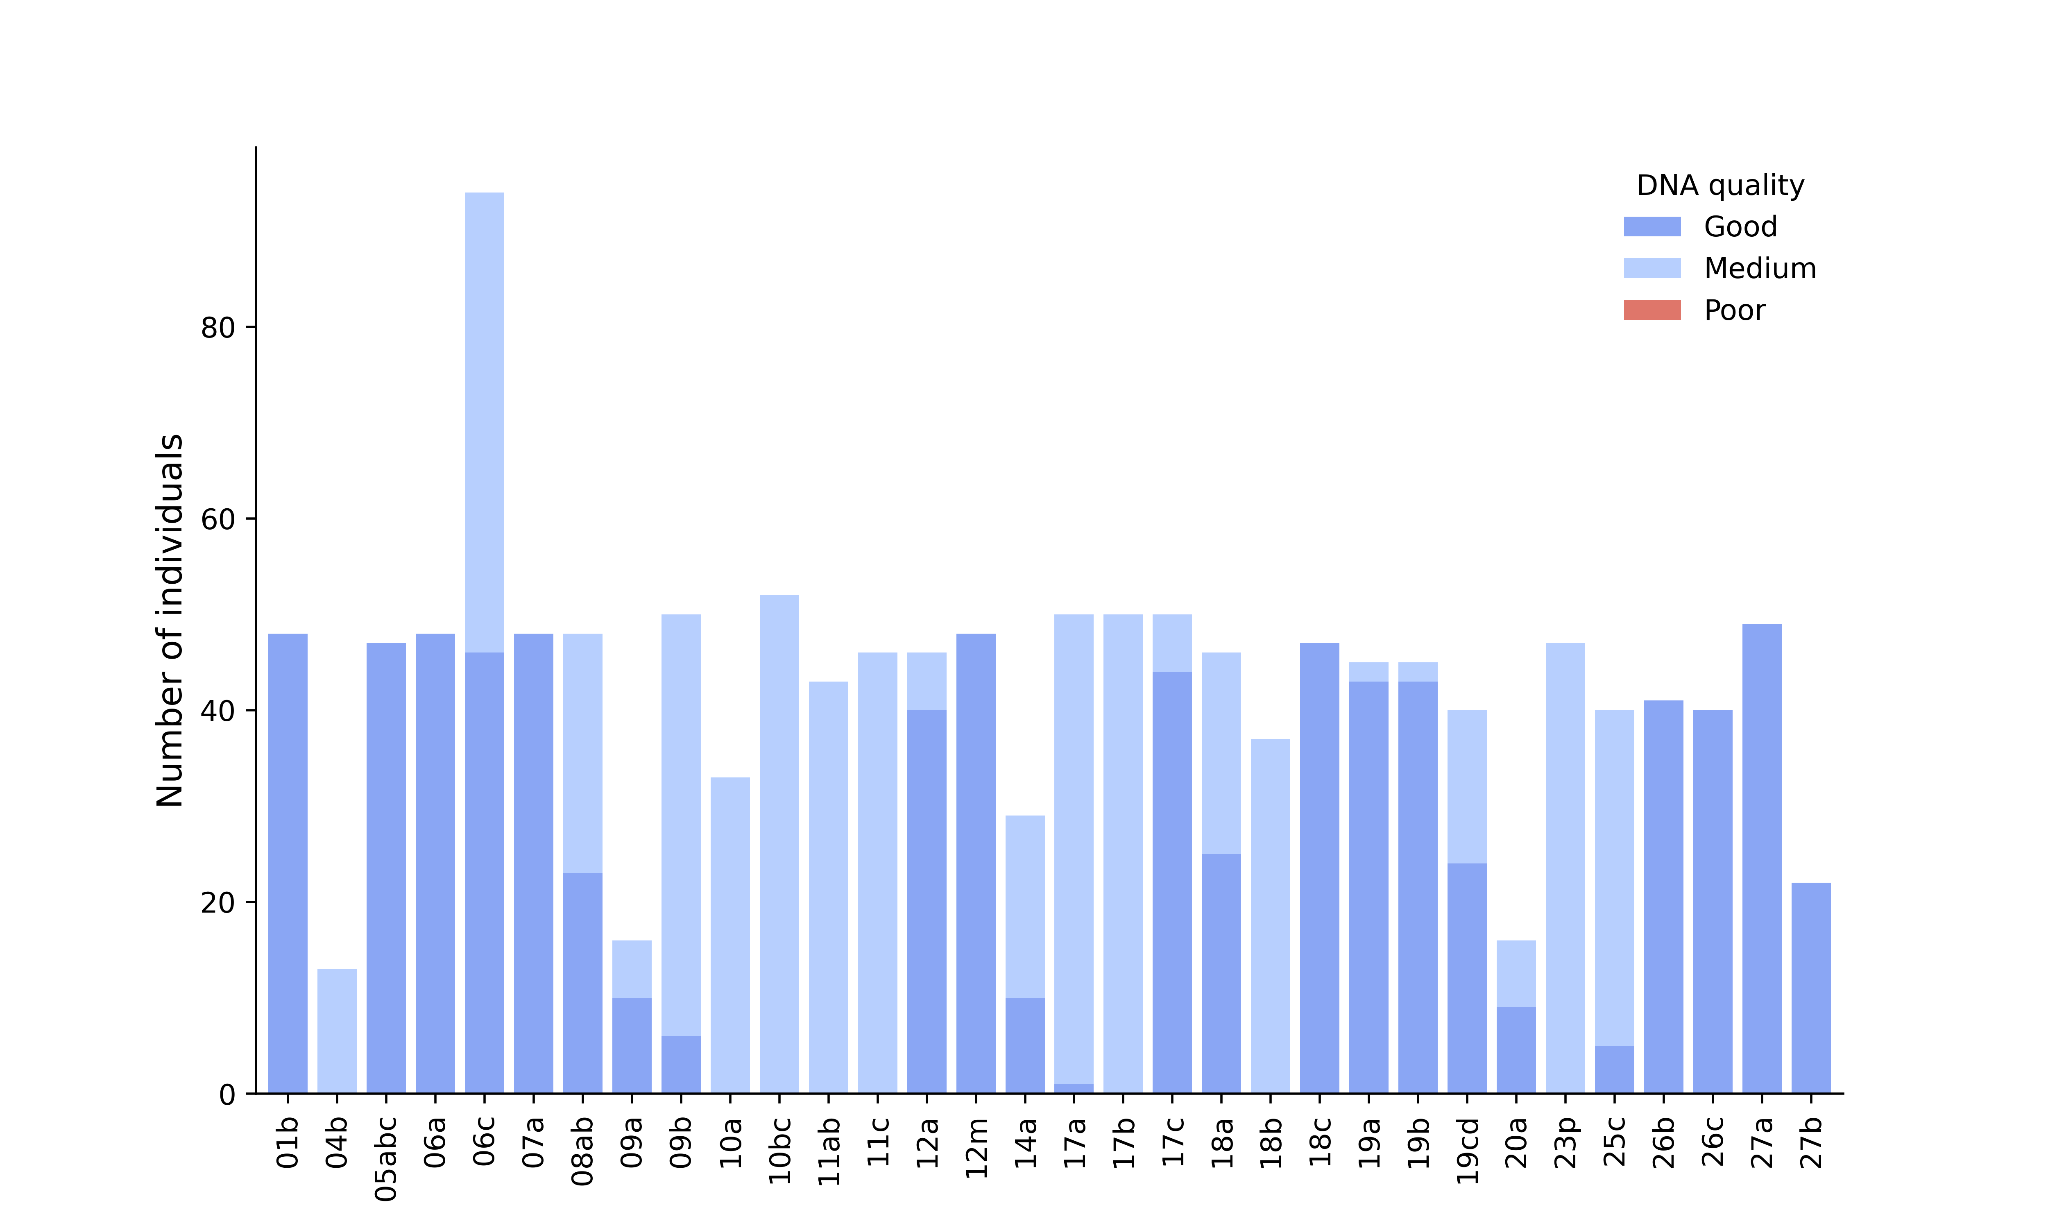 DNA quality
Good
Medium
Poor
Number of individuals
80
60
40
20
0
01b
04b
05abc
06a
06c
07a
08ab
09a
09b
10a
10bc
11ab
11c
12a
12m
14a
17a
17b
17c
18a
18b
18c
19a
19b
19cd
20a
23p
25c
26b
26c
27a
27b